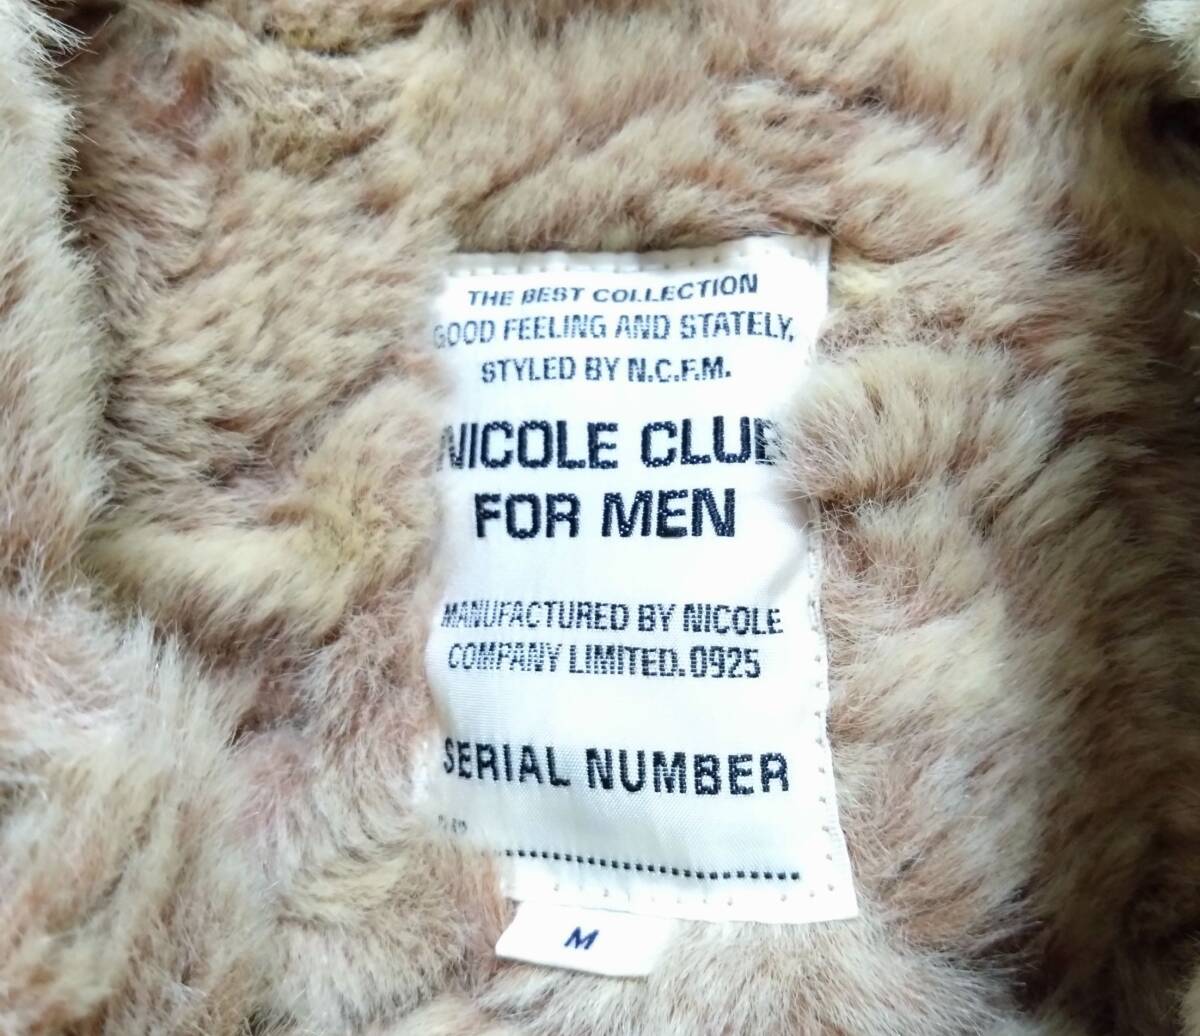 THE BEST COLLECTION
GOOD FEELING AND STATELY,
STYLED BY N.C.F.M.
NICOLE CLUB
FOR MEN
MANUFACTURED BY NICOLE
COMPANY LIMITED. 0925
SERIAL NUMBER
M